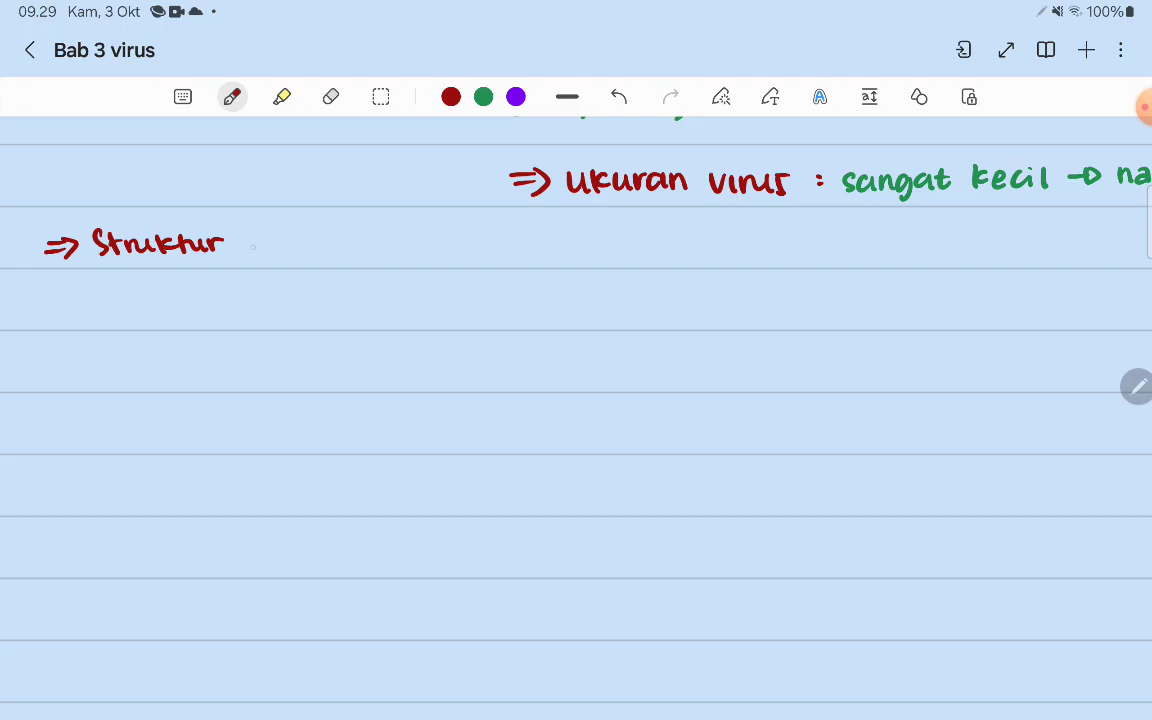 09.29 Kam, 3 Okt 100%
Bab 3 virus
⇒ ukuran virus : sangat kecil → na
⇒ Struktur